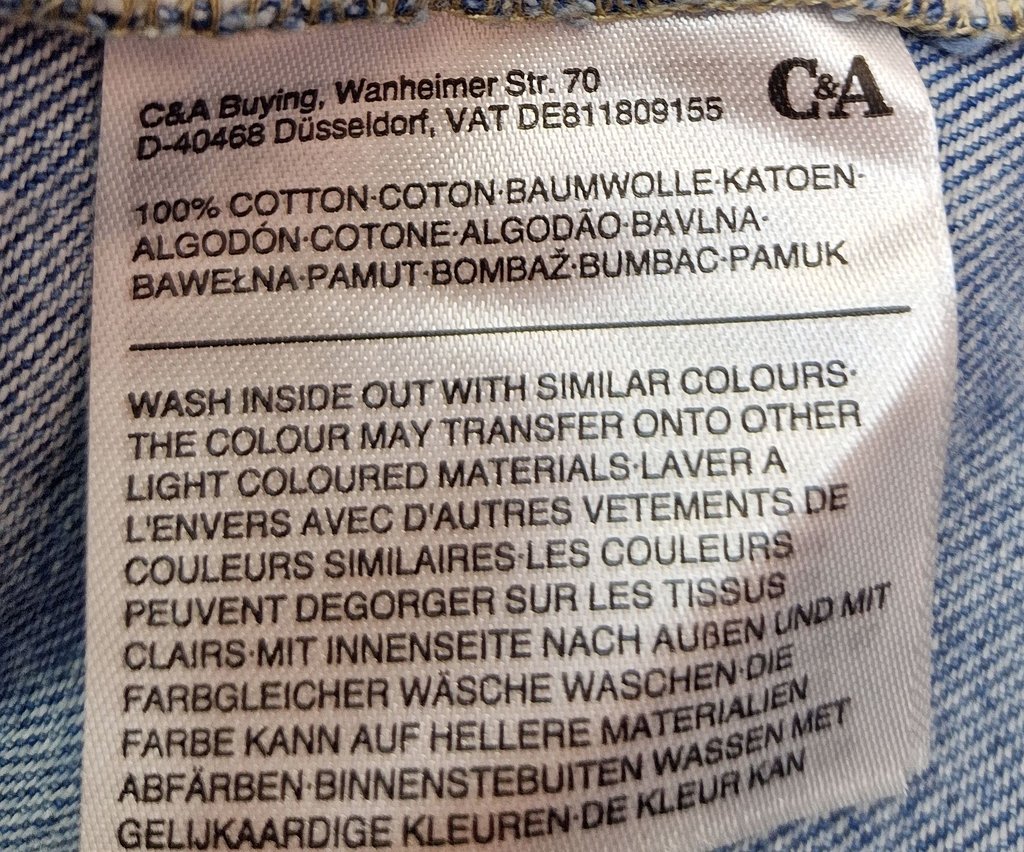 C&A Buying, Wanheimer Str. 70
D-40468 Düsseldorf, VAT DE811809155
C&A
100% COTTON·COTON·BAUMWOLLE·KATOEN·
ALGODÓN·COTONE·ALGODÃO·BAVLNA·
BAWEŁNA·PAMUT·BOMBAŽ·BUMBAC·PAMUK
WASH INSIDE OUT WITH SIMILAR COLOURS·
THE COLOUR MAY TRANSFER ONTO OTHER
LIGHT COLOURED MATERIALS·LAVER A
L'ENVERS AVEC D'AUTRES VETEMENTS DE
COULEURS SIMILAIRES·LES COULEURS
PEUVENT DEGORGER SUR LES TISSUS
CLAIRS·MIT INNENSEITE NACH AUßEN UND MIT
FARBGLEICHER WÄSCHE WASCHEN·DIE
FARBE KANN AUF HELLERE MATERIALIEN
ABFÄRBEN·BINNENSTEBUITEN WASSEN MET
GELIJKAARDIGE KLEUREN·DE KLEUR KAN